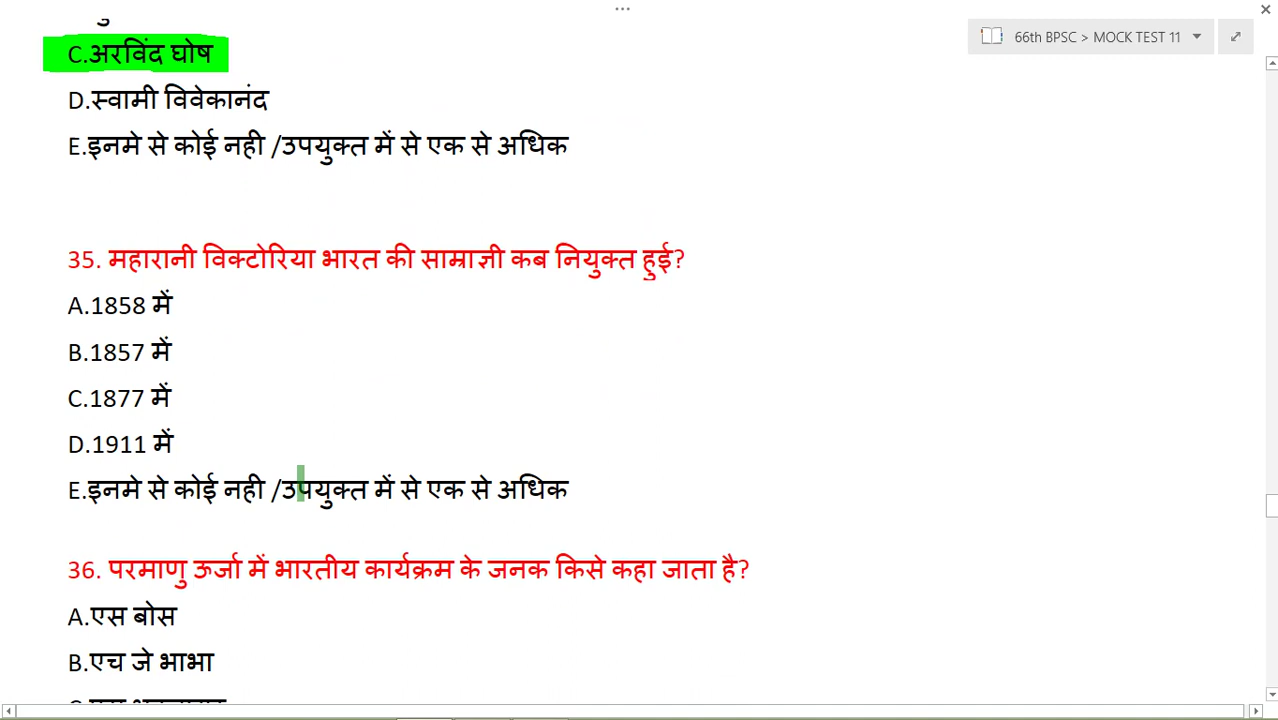 66th BPSC > MOCK TEST 11
C.अरविंद घोष
D.स्वामी विवेकानंद
E.इनमे से कोई नही /उपयुक्त में से एक से अधिक
35. महारानी विक्टोरिया भारत की साम्राज्ञी कब नियुक्त हुई?
A.1858 में
B.1857 में
C.1877 में
D.1911 में
E.इनमे से कोई नही /उपयुक्त में से एक से अधिक
36. परमाणु ऊर्जा में भारतीय कार्यक्रम के जनक किसे कहा जाता है?
A.एस बोस
B.एच जे भाभा